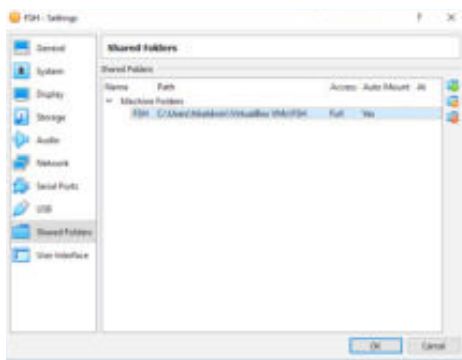 FSH - Settings
General
System
Display
Storage
Audio
Network
Serial Ports
USB
Shared Folders
User Interface
Shared Folders
Shared Folders
Name Path Access Auto Mount At
Machine Folders
FSH Full Yes
OK Cancel